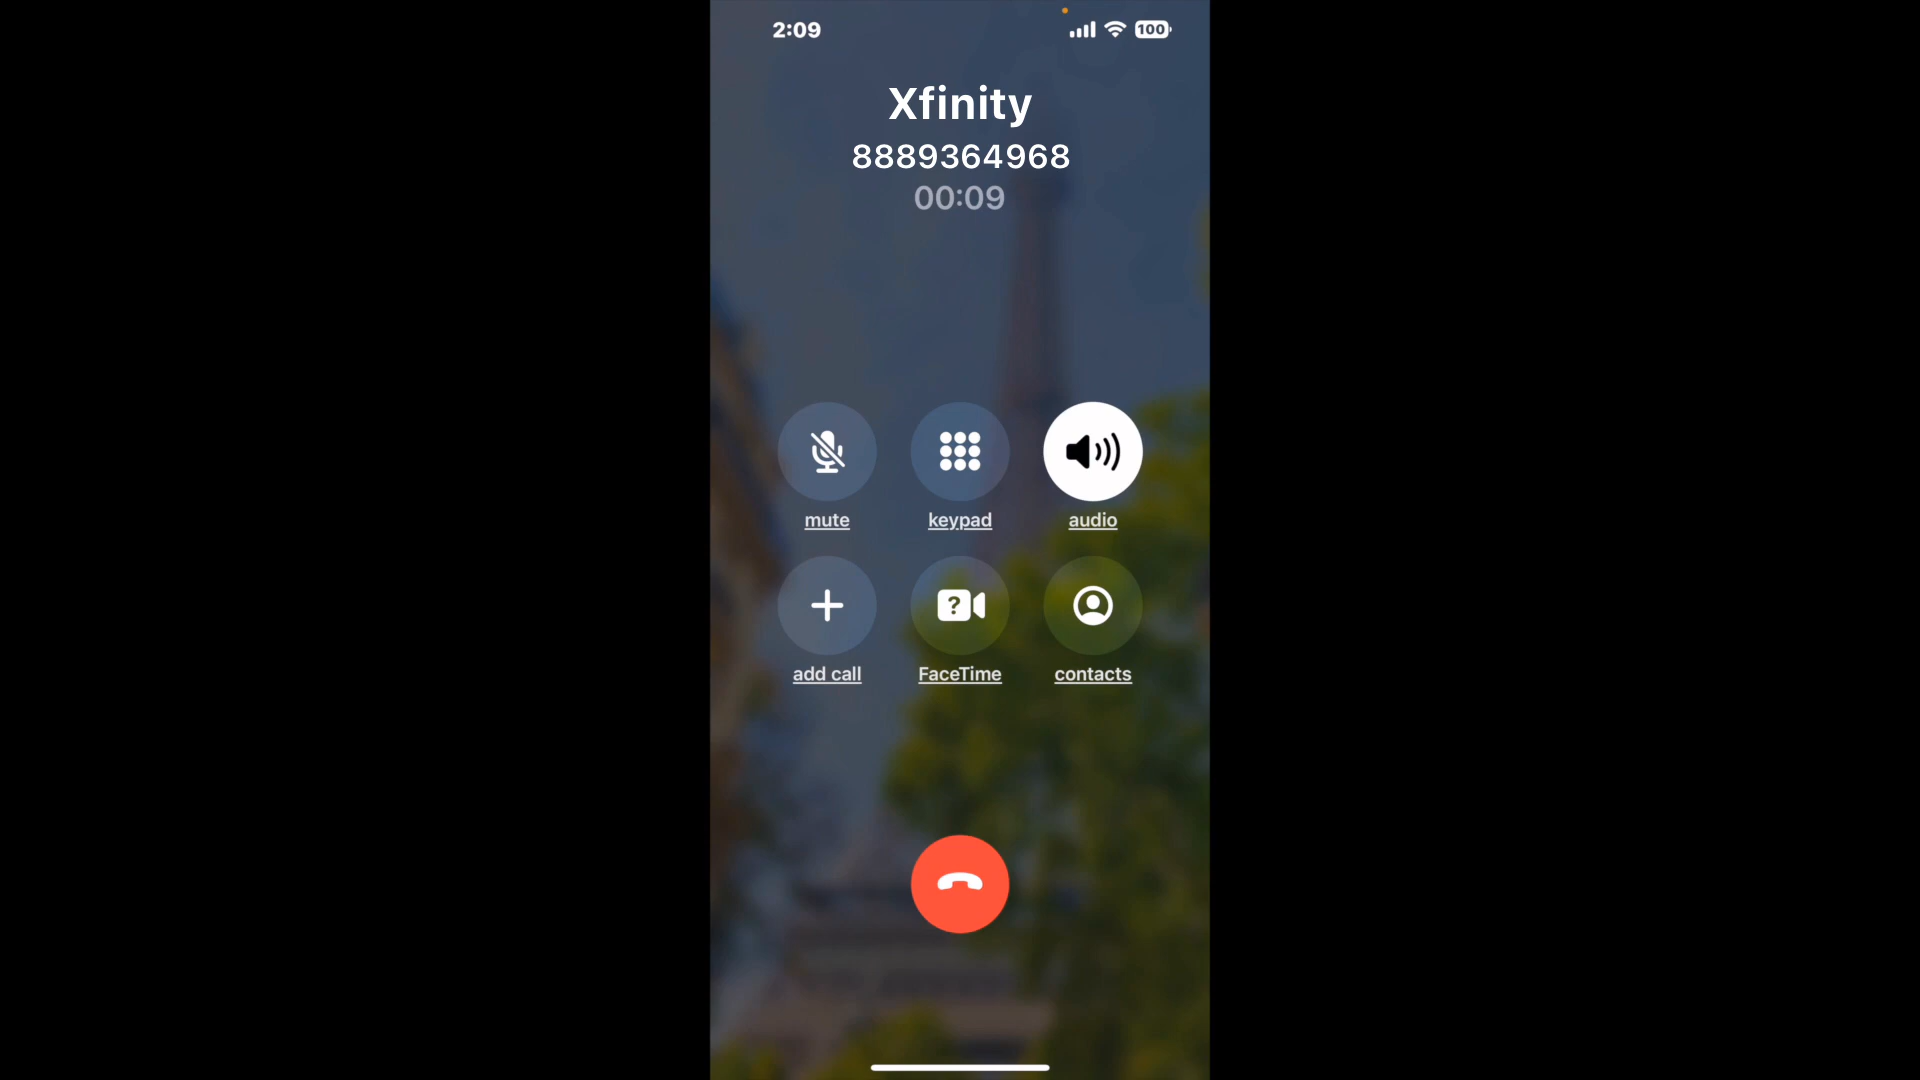 2:09
100
Xfinity
8889364968
00:09
mute
keypad
audio
?
add call
FaceTime
contacts